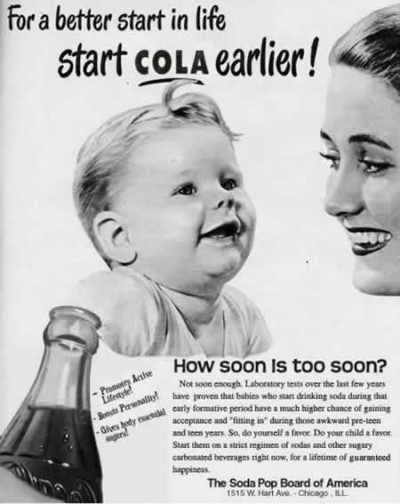 For a better start in life
start COLA earlier!
- Promotes Active
Lifestyle!
- Boosts Personality!
- Gives body essential
sugars!
How soon is too soon?
Not soon enough. Laboratory tests over the last few years
have proven that babies who start drinking soda during that
early formative period have a much higher chance of gaining
acceptance and "fitting in" during those awkward pre-teen
and teen years. So, do yourself a favor. Do your child a favor.
Start them on a strict regimen of sodas and other sugary
carbonated beverages right now, for a lifetime of guaranteed
happiness.
The Soda Pop Board of America
1515 W. Hart Ave. - Chicago, ILL.